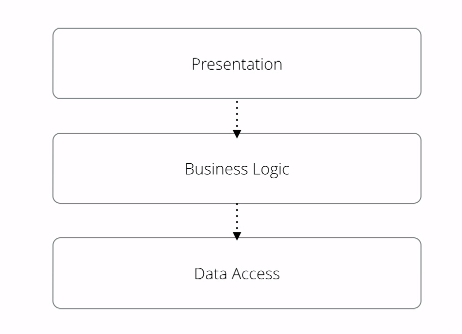 Presentation
Business Logic
Data Access